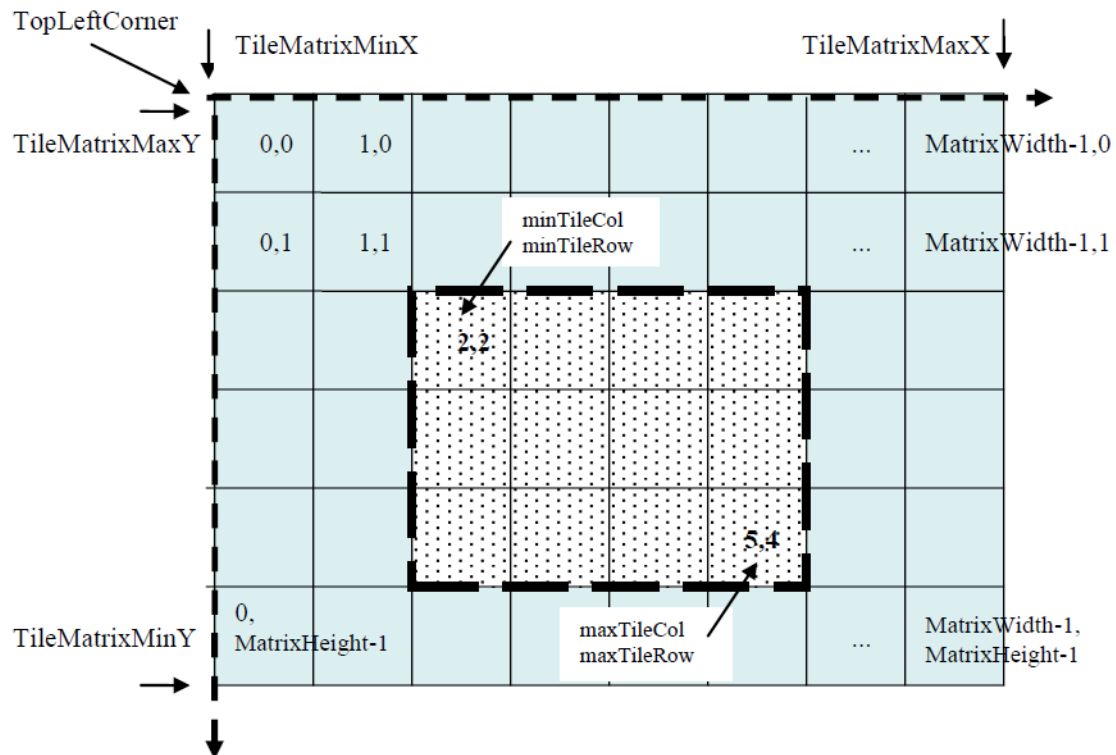 TopLeftCorner
TileMatrixMinX
TileMatrixMaxX
TileMatrixMaxY
0,0
1,0
...
MatrixWidth-1,0
minTileCol
minTileRow
0,1
1,1
...
MatrixWidth-1,1
2,2
5,4
TileMatrixMinY
0,
MatrixHeight-1
maxTileCol
maxTileRow
...
MatrixWidth-1,
MatrixHeight-1